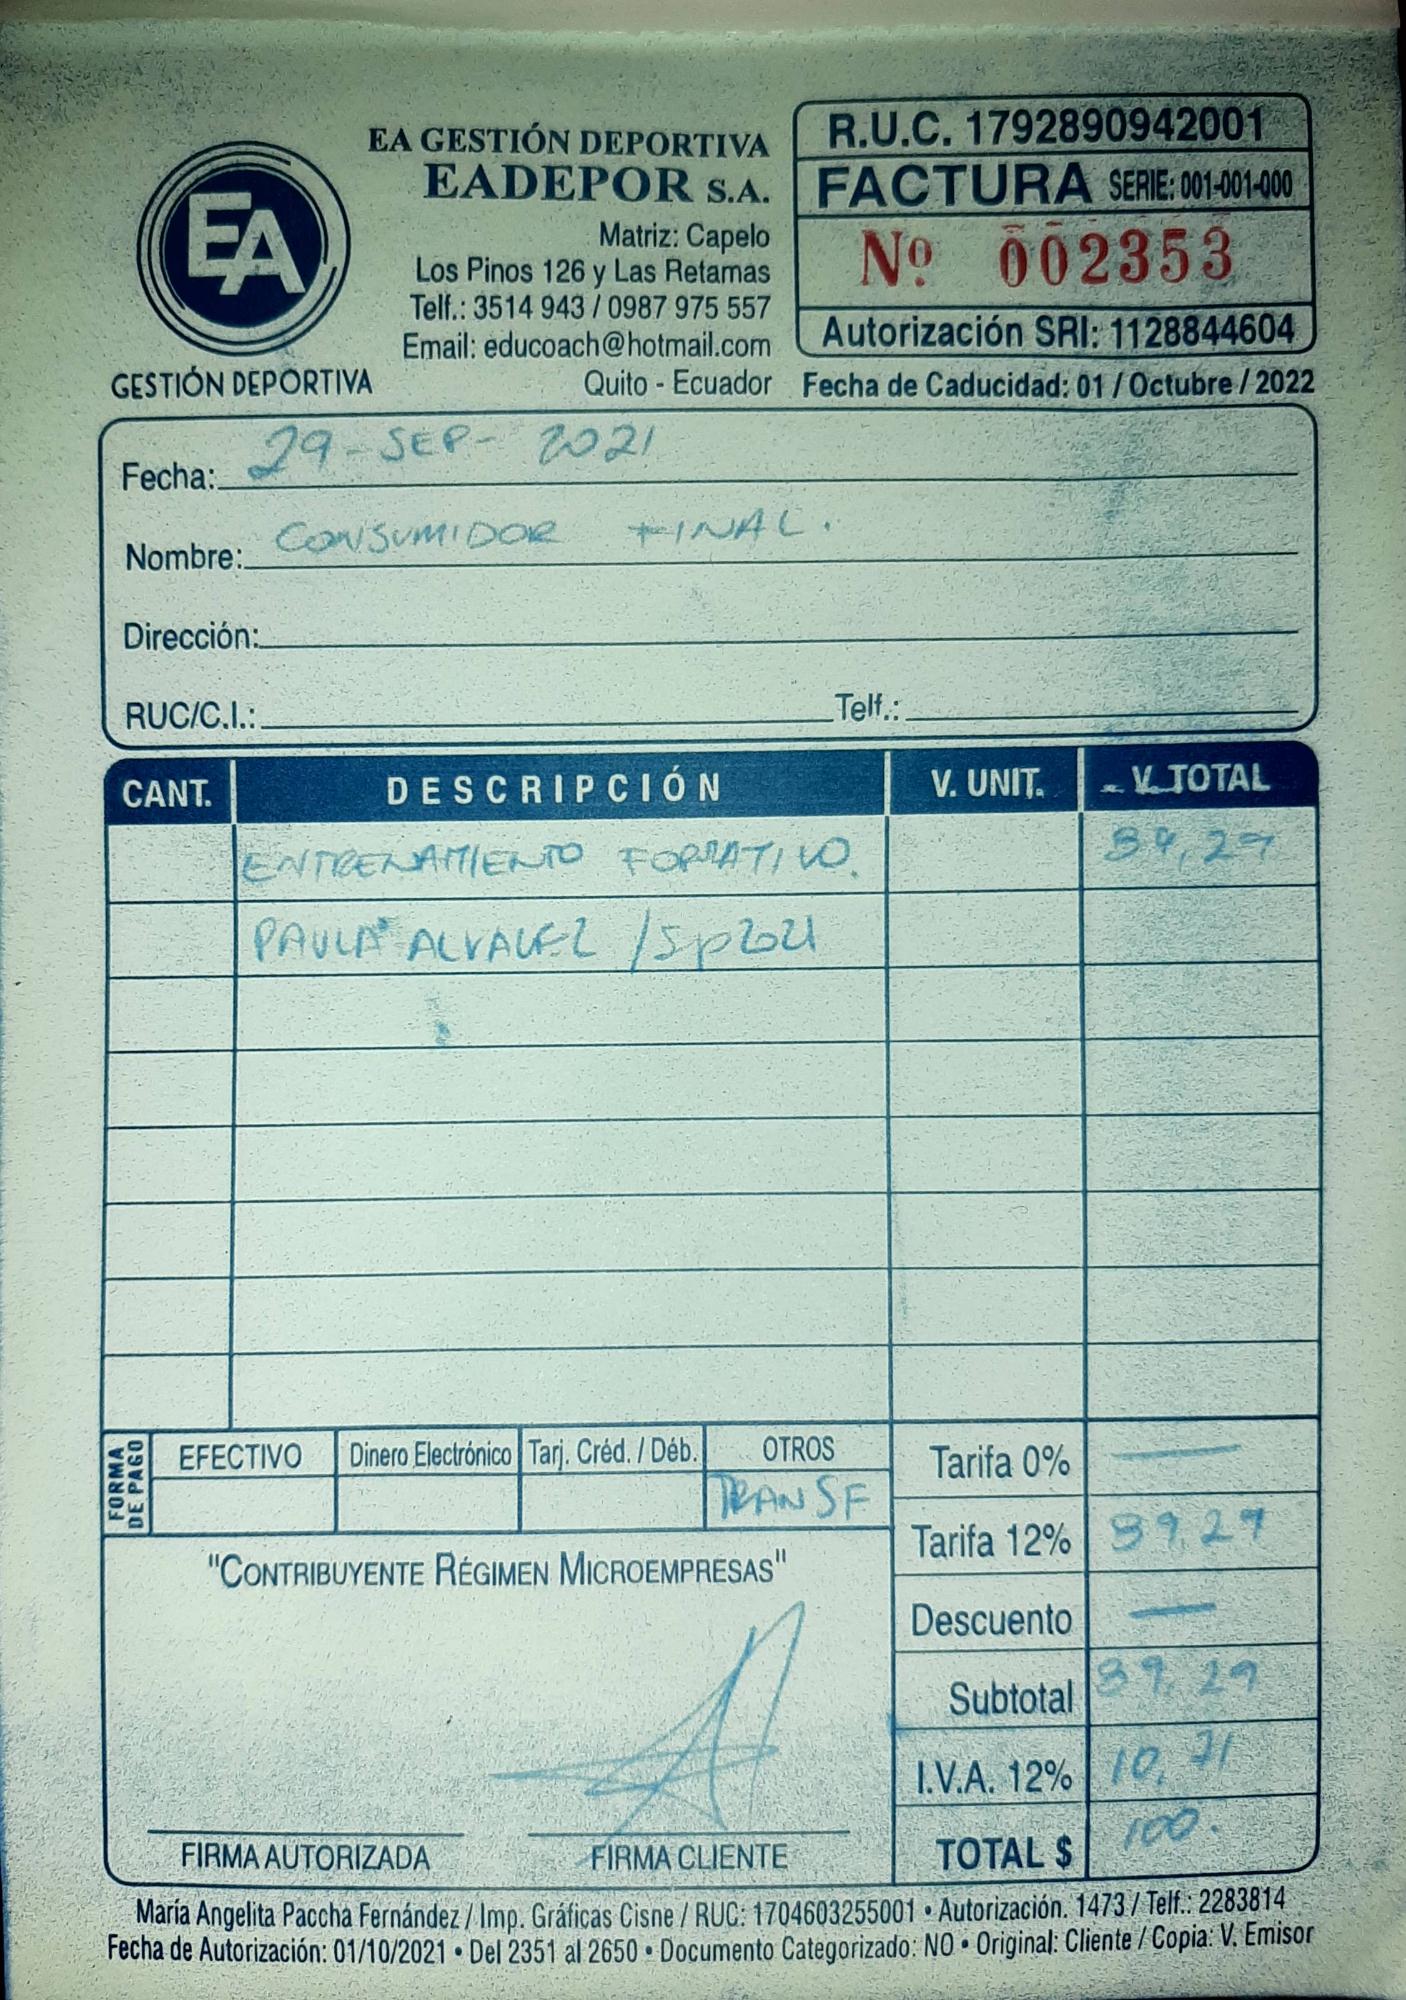 EA
GESTIÓN DEPORTIVA
EA GESTIÓN DEPORTIVA
EADEPOR S.A.
Matriz: Capelo
Los Pinos 126 y Las Retamas
Telf.: 3514 943 / 0987 975 557
Email: educoach@hotmail.com
Quito - Ecuador
R.U.C. 1792890942001
FACTURA SERIE: 001-001-000
Nº 002353
Autorización SRI: 1128844604
Fecha de Caducidad: 01 / Octubre / 2022
Fecha: 29-SEP-2021
Nombre: CONSUMIDOR FINAL.
Dirección:
RUC/C.I.: Telf.:
CANT. DESCRIPCIÓN V. UNIT. V. TOTAL
ENTRENAMIENTO FORMATIVO. 89,29
PAULA ALVAREZ /Sp2021
FORMA DE PAGO
EFECTIVO Dinero Electrónico Tarj. Créd. / Déb. OTROS
TRANSF
Tarifa 0% —
Tarifa 12% 89,29
Descuento —
Subtotal 89,29
I.V.A. 12% 10,71
TOTAL $ 100.
"CONTRIBUYENTE RÉGIMEN MICROEMPRESAS"
FIRMA AUTORIZADA FIRMA CLIENTE
María Angelita Paccha Fernández / Imp. Gráficas Cisne / RUC: 1704603255001 • Autorización. 1473 / Telf.: 2283814
Fecha de Autorización: 01/10/2021 • Del 2351 al 2650 • Documento Categorizado: NO • Original: Cliente / Copia: V. Emisor